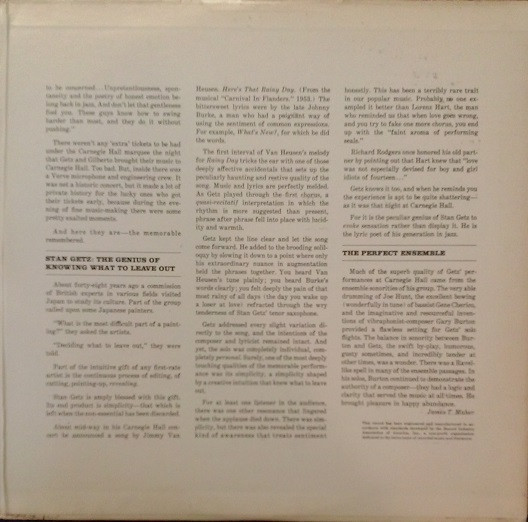 to be concerned... Unpretentiousness, spon-
taneity and the poetry of honest emotion be-
long back in jazz. And don't let that gentleness
fool you. These guys know how to swing
harder than most, and they do it without
pushing."
There weren't any 'extra' tickets to be had
under the Carnegie Hall marquee the night
that Getz and Gilberto brought their music to
Carnegie Hall. Too bad. But, inside there was
a Verve microphone and engineering crew. It
was not a historic concert, but it made a lot of
private history for the lucky ones who got
their tickets early, because during the eve-
ning of fine music-making there were some
pretty exalted moments.
And here they are—the memorable
remembered.
STAN GETZ: THE GENIUS OF
KNOWING WHAT TO LEAVE OUT
About forty-eight years ago a commission
of British experts in various fields visited
Japan to study its culture. Part of the group
called upon some Japanese painters.
"What is the most difficult part of a paint-
ing?" they asked the artists.
"Deciding what to leave out," they were
told.
Part of the intuitive gift of any first-rate
artist is the continuous process of editing, of
cutting, pointing-up, revealing.
Stan Getz is simply blessed with this gift.
His end product is simplicity—that which is
left when the non-essential has been discarded.
About mid-way in his Carnegie Hall con-
cert he announced a song by Jimmy Van
Heusen, Here's That Rainy Day. (From the
musical "Carnival In Flanders." 1953.) The
bittersweet lyrics were by the late Johnny
Burke, a man who had a poignant way of
using the sentiment of common expressions.
For example, What's New?, for which he did
the words.
The first interval of Van Heusen's melody
for Rainy Day tricks the ear with one of those
deeply affective accidentals that sets up the
peculiarly haunting and restive quality of the
song. Music and lyrics are perfectly molded.
As Getz played through the first chorus, a
quasi-recitatif interpretation in which the
rhythm is more suggested than present,
phrase after phrase fell into place with lucid-
ity and warmth.
Getz kept the line clear and let the song
come forward. He added to the brooding solil-
oquy by slowing it down to a point where only
his extraordinary nuance in augmentation
held the phrases together. You heard Van
Heusen's tune plainly; you heard Burke's
words clearly; you felt deeply the pain of that
most rainy of all days (the day you wake up
a loser at love) refracted through the wry
tenderness of Stan Getz' tenor saxophone.
Getz addressed every slight variation di-
rectly to the song, and the intentions of the
composer and lyricist remained intact. And
yet, the solo was completely individual, com-
pletely personal. Surely, one of the most deeply
touching qualities of the memorable perform-
ance was its simplicity: a simplicity shaped
by a creative intuition that knew what to leave
out.
For at least one listener in the audience,
there was one other resonance that lingered
when the applause died down. There was sim-
plicity, but there was also revealed the special
kind of awareness that treats sentiment
honestly. This has been a terribly rare trait
in our popular music. Probably no one ex-
ampled it better than Lorenz Hart, the man
who reminded us that when love goes wrong,
and you try to fake one more chorus, you end
up with the "faint aroma of performing
seals."
Richard Rodgers once honored his old part-
ner by pointing out that Hart knew that "love
was not especially devised for boy and girl
idiots of fourteen..."
Getz knows it too, and when he reminds you
the experience is apt to be quite shattering—
as it was that night at Carnegie Hall.
For it is the peculiar genius of Stan Getz to
evoke sensation rather than display it. He is
the lyric poet of his generation in jazz.
THE PERFECT ENSEMBLE
Much of the superb quality of Getz' per-
formances at Carnegie Hall came from the
ensemble sonorities of his group. The very able
drumming of Joe Hunt, the excellent bowing
(wonderfully in tune) of bassist Gene Cherico,
and the imaginative and resourceful inven-
tions of vibraphonist-composer Gary Burton
provided a flawless setting for Getz' solo
flights. The balance in sonority between Bur-
ton and Getz, the swift by-play, humorous,
gusty sometimes, and incredibly tender at
other times, was a wonder. There was a Ravel-
like spell in many of the ensemble passages. In
his solos, Burton continued to demonstrate the
authority of a composer—they had a logic and
clarity that served the music at all times. He
brought pleasure in happy abundance.
James T. Maher